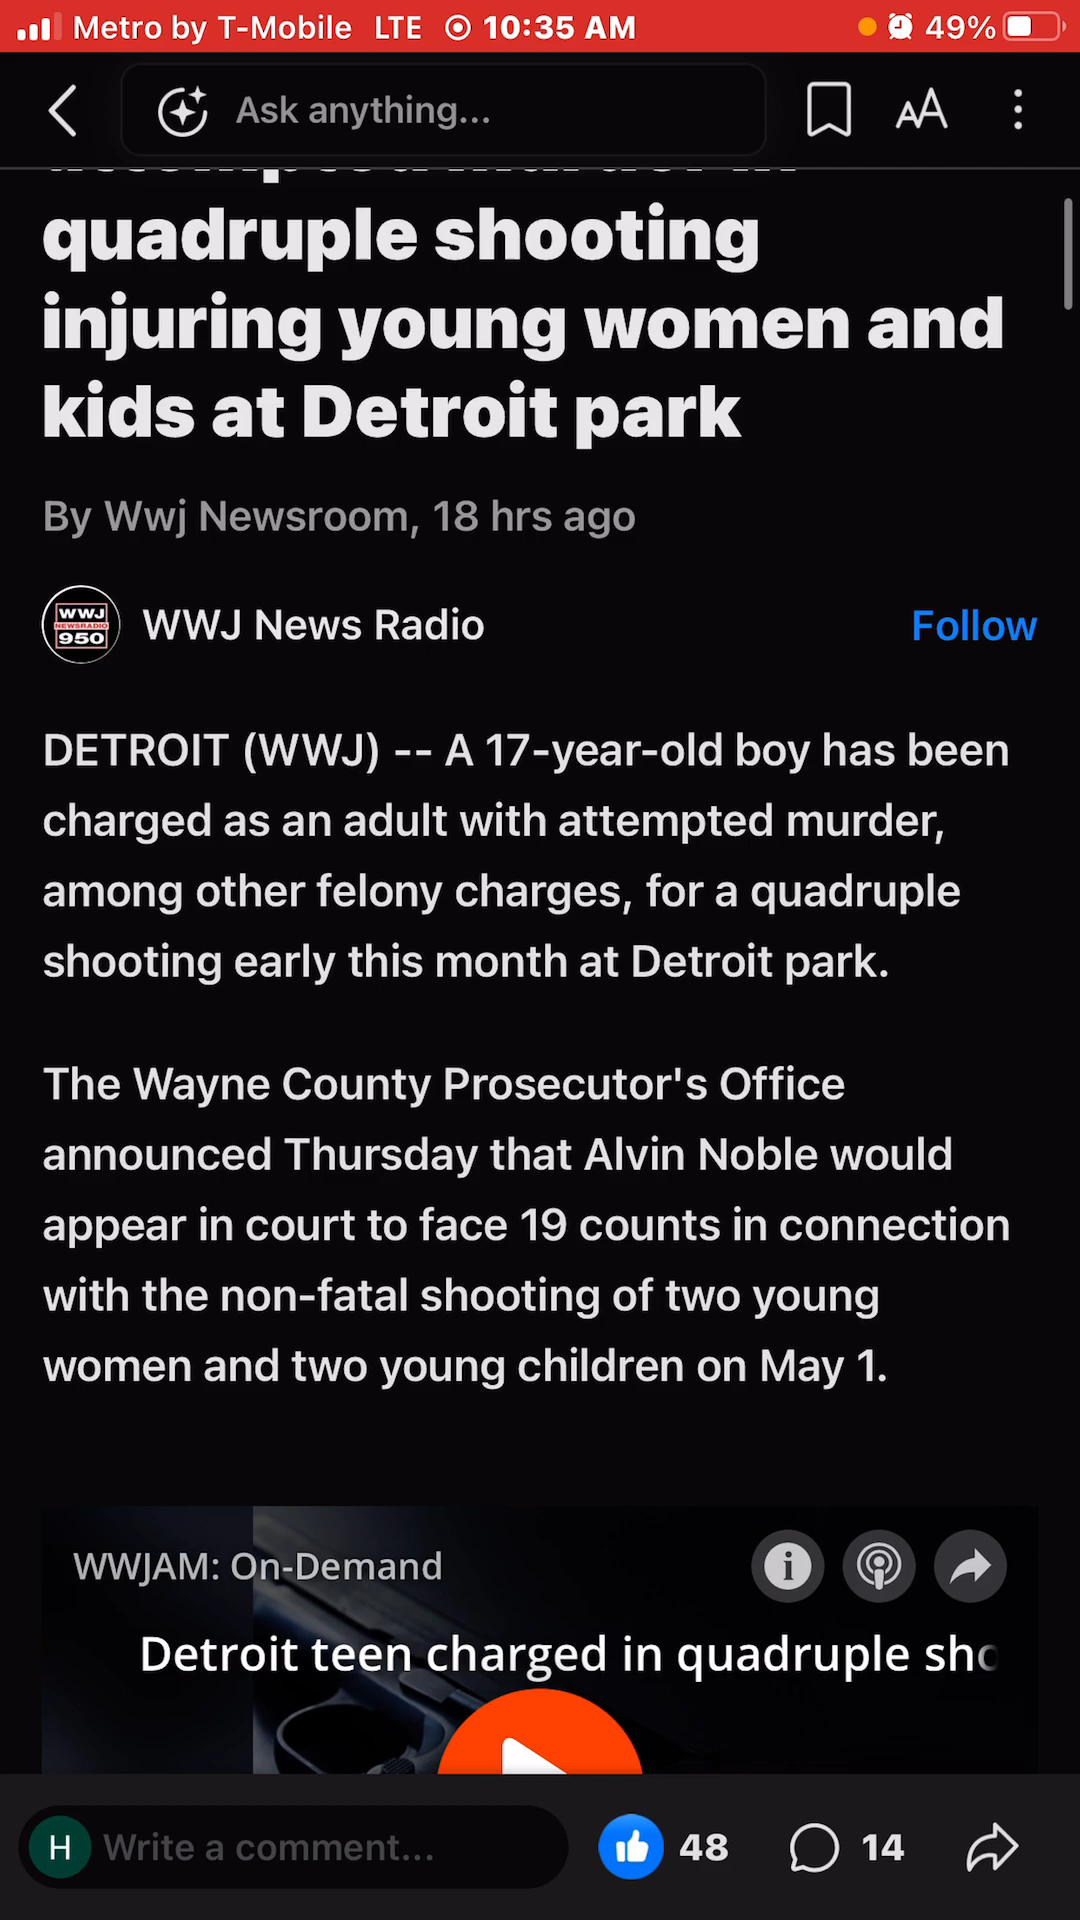 Metro by T-Mobile LTE 10:35 AM 49%
Ask anything... AA
quadruple shooting
injuring young women and
kids at Detroit park
By Wwj Newsroom, 18 hrs ago
WWJ
NEWSRADIO
950
WWJ News Radio
Follow
DETROIT (WWJ) -- A 17-year-old boy has been
charged as an adult with attempted murder,
among other felony charges, for a quadruple
shooting early this month at Detroit park.
The Wayne County Prosecutor's Office
announced Thursday that Alvin Noble would
appear in court to face 19 counts in connection
with the non-fatal shooting of two young
women and two young children on May 1.
WWJAM: On-Demand
Detroit teen charged in quadruple
H Write a comment... 48 14